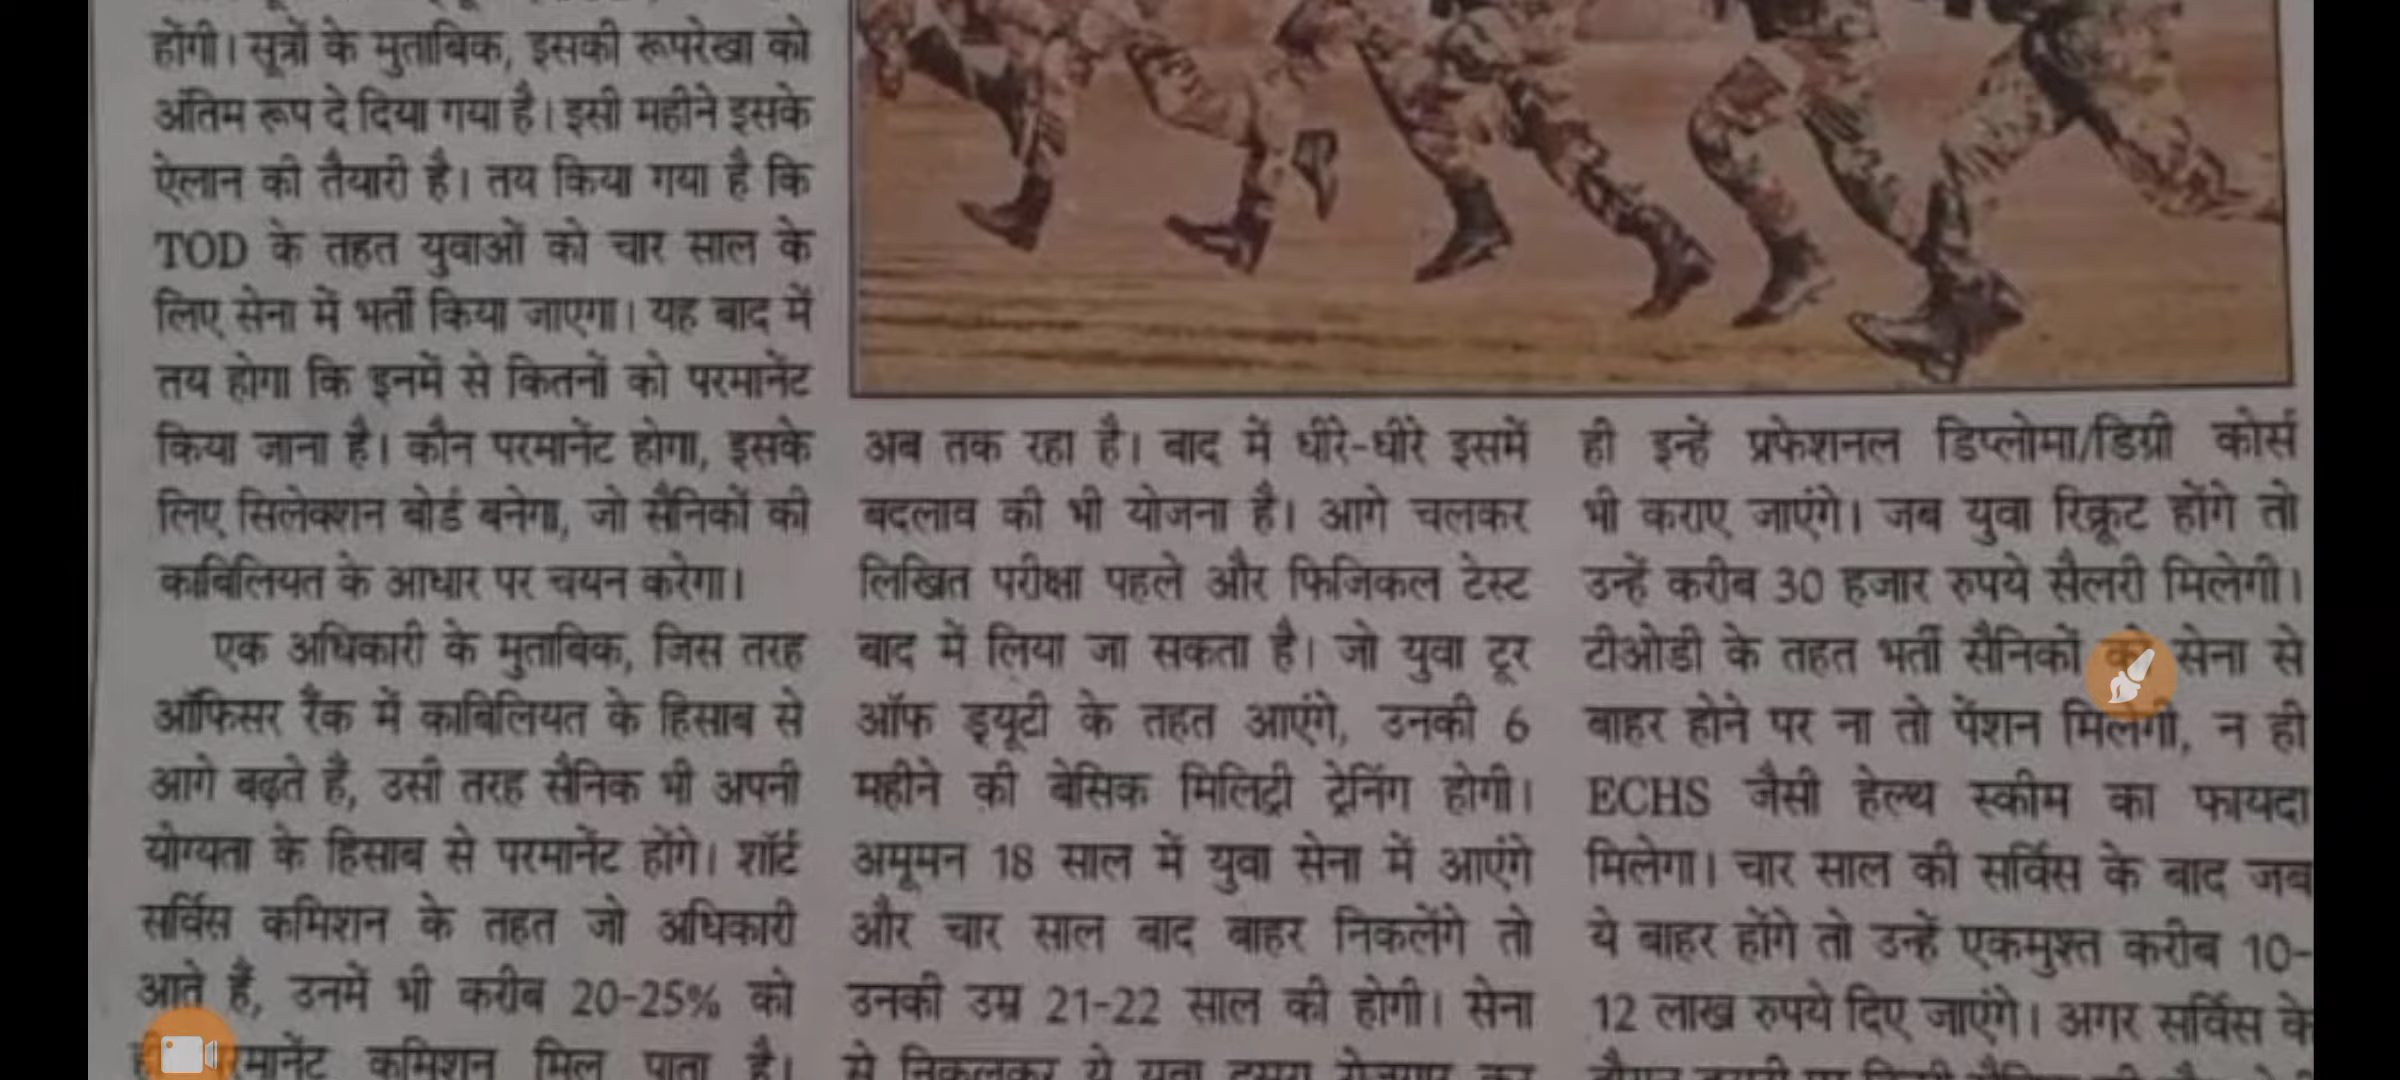 होंगी। सूत्रों के मुताबिक, इसकी रूपरेखा को
अंतिम रूप दे दिया गया है। इसी महीने इसके
ऐलान की तैयारी है। तय किया गया है कि
TOD के तहत युवाओं को चार साल के
लिए सेना में भर्ती किया जाएगा। यह बाद में
तय होगा कि इनमें से कितनों को परमानेंट
किया जाना है। कौन परमानेंट होगा, इसके
लिए सिलेक्शन बोर्ड बनेगा, जो सैनिकों की
काबिलियत के आधार पर चयन करेगा।
एक अधिकारी के मुताबिक, जिस तरह
ऑफिसर रैंक में काबिलियत के हिसाब से
आगे बढ़ते हैं, उसी तरह सैनिक भी अपनी
योग्यता के हिसाब से परमानेंट होंगे। शॉर्ट
सर्विस कमिशन के तहत जो अधिकारी
आते हैं, उनमें भी करीब 20-25% को
कमिशन मिल पाता है।
अब तक रहा है। बाद में धीरे-धीरे इसमें
बदलाव की भी योजना है। आगे चलकर
लिखित परीक्षा पहले और फिजिकल टेस्ट
बाद में लिया जा सकता है। जो युवा टूर
ऑफ ड्यूटी के तहत आएंगे, उनकी 6
महीने की बेसिक मिलिट्री ट्रेनिंग होगी।
अमूमन 18 साल में युवा सेना में आएंगे
और चार साल बाद बाहर निकलेंगे तो
उनकी उम्र 21-22 साल की होगी। सेना
से निकलकर ये युवा दूसरा रोजगार कर
ही इन्हें प्रफेशनल डिप्लोमा/डिग्री कोर्स
भी कराए जाएंगे। जब युवा रिक्रूट होंगे तो
उन्हें करीब 30 हजार रुपये सैलरी मिलेगी।
टीओडी के तहत भर्ती सैनिकों सेना से
बाहर होने पर ना तो पेंशन मिलेगी, न ही
ECHS जैसी हेल्थ स्कीम का फायदा
मिलेगा। चार साल की सर्विस के बाद जब
ये बाहर होंगे तो उन्हें एकमुश्त करीब 10-
12 लाख रुपये दिए जाएंगे। अगर सर्विस के